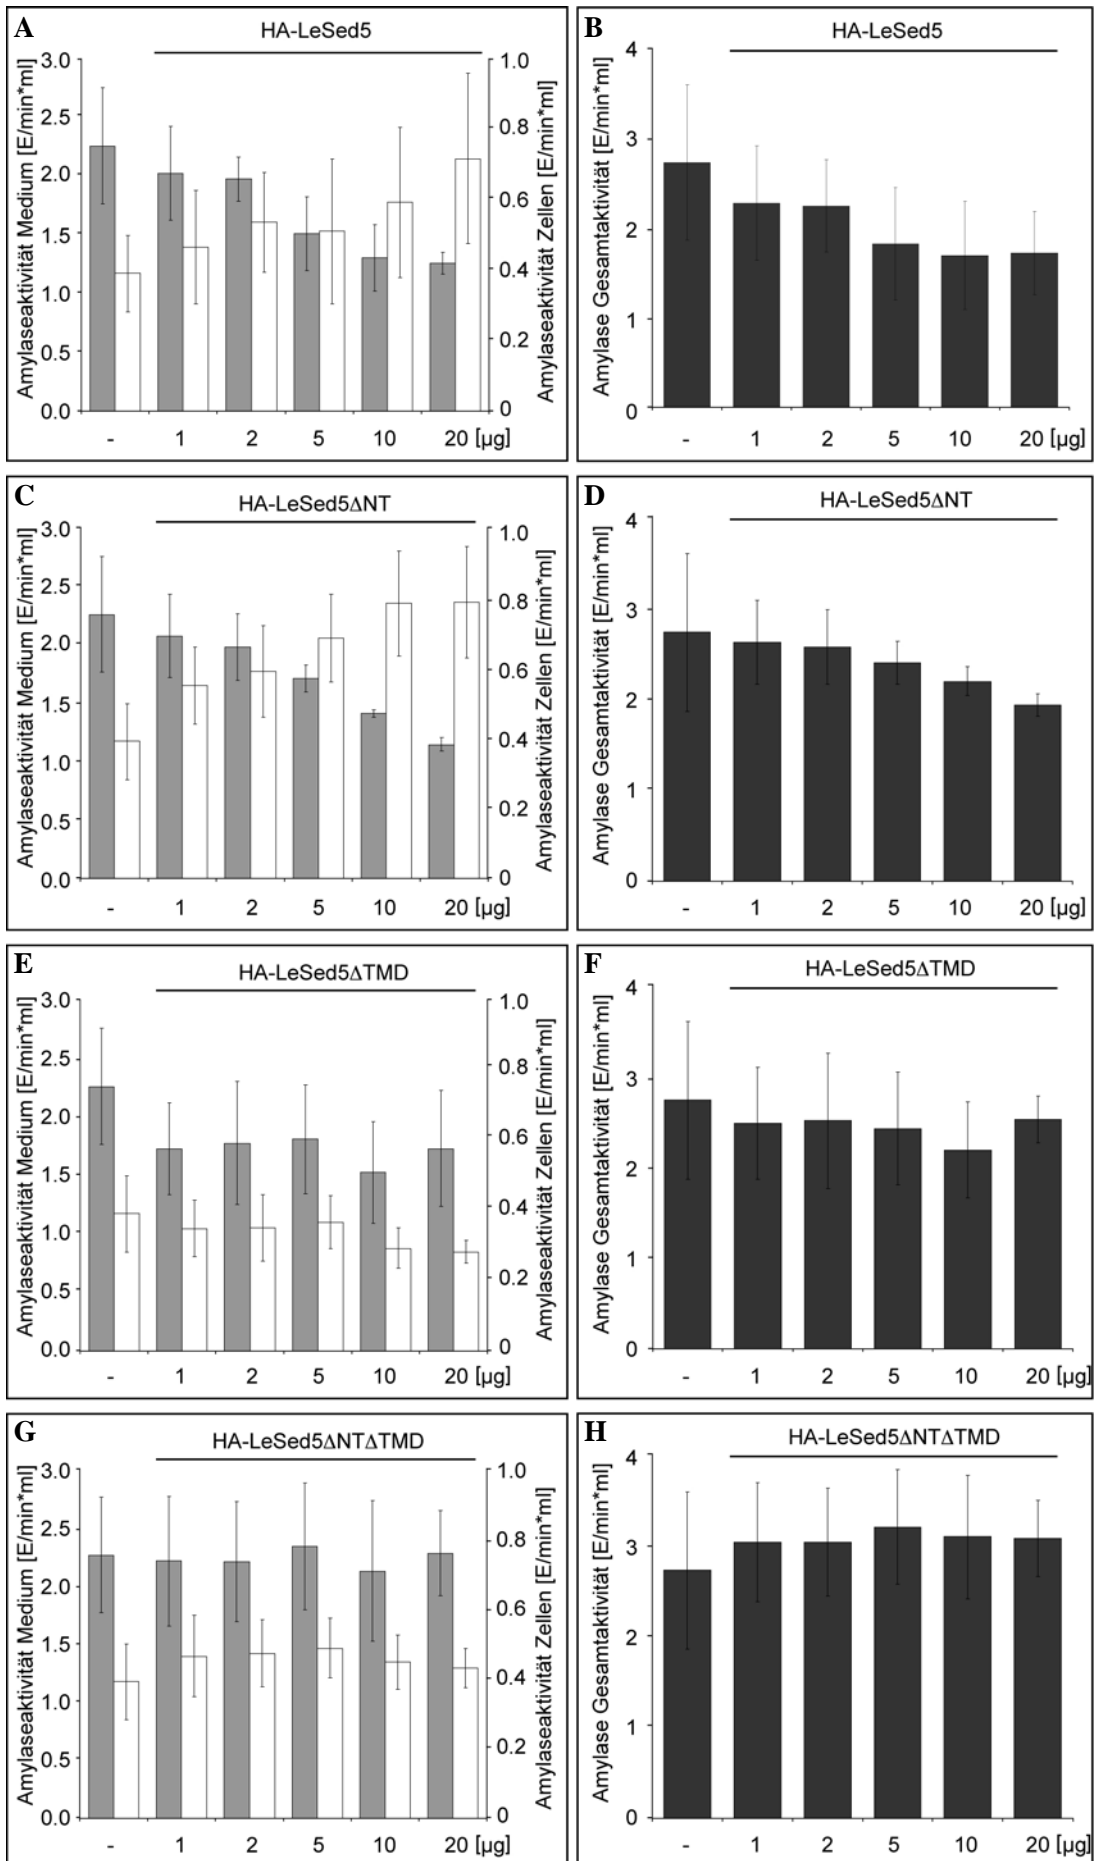 A
HA-LeSed5
Amylaseaktivität Medium [E/min*ml]
3.0
2.5
2.0
1.5
1.0
0.5
0.0
1.0
0.8
0.6
0.4
0.2
0
Amylaseaktivität Zellen [E/min*ml]
- 1 2 5 10 20 [µg]
B
HA-LeSed5
Amylase Gesamtaktivität [E/min*ml]
4
3
2
1
0
- 1 2 5 10 20 [µg]
C
HA-LeSed5ΔNT
Amylaseaktivität Medium [E/min*ml]
3.0
2.5
2.0
1.5
1.0
0.5
0.0
1.0
0.8
0.6
0.4
0.2
0
Amylaseaktivität Zellen [E/min*ml]
- 1 2 5 10 20 [µg]
D
HA-LeSed5ΔNT
Amylase Gesamtaktivität [E/min*ml]
4
3
2
1
0
- 1 2 5 10 20 [µg]
E
HA-LeSed5ΔTMD
Amylaseaktivität Medium [E/min*ml]
3.0
2.5
2.0
1.5
1.0
0.5
0.0
1.0
0.8
0.6
0.4
0.2
0
Amylaseaktivität Zellen [E/min*ml]
- 1 2 5 10 20 [µg]
F
HA-LeSed5ΔTMD
Amylase Gesamtaktivität [E/min*ml]
4
3
2
1
0
- 1 2 5 10 20 [µg]
G
HA-LeSed5ΔNTΔTMD
Amylaseaktivität Medium [E/min*ml]
3.0
2.5
2.0
1.5
1.0
0.5
0.0
1.0
0.8
0.6
0.4
0.2
0
Amylaseaktivität Zellen [E/min*ml]
- 1 2 5 10 20 [µg]
H
HA-LeSed5ΔNTΔTMD
Amylase Gesamtaktivität [E/min*ml]
4
3
2
1
0
- 1 2 5 10 20 [µg]